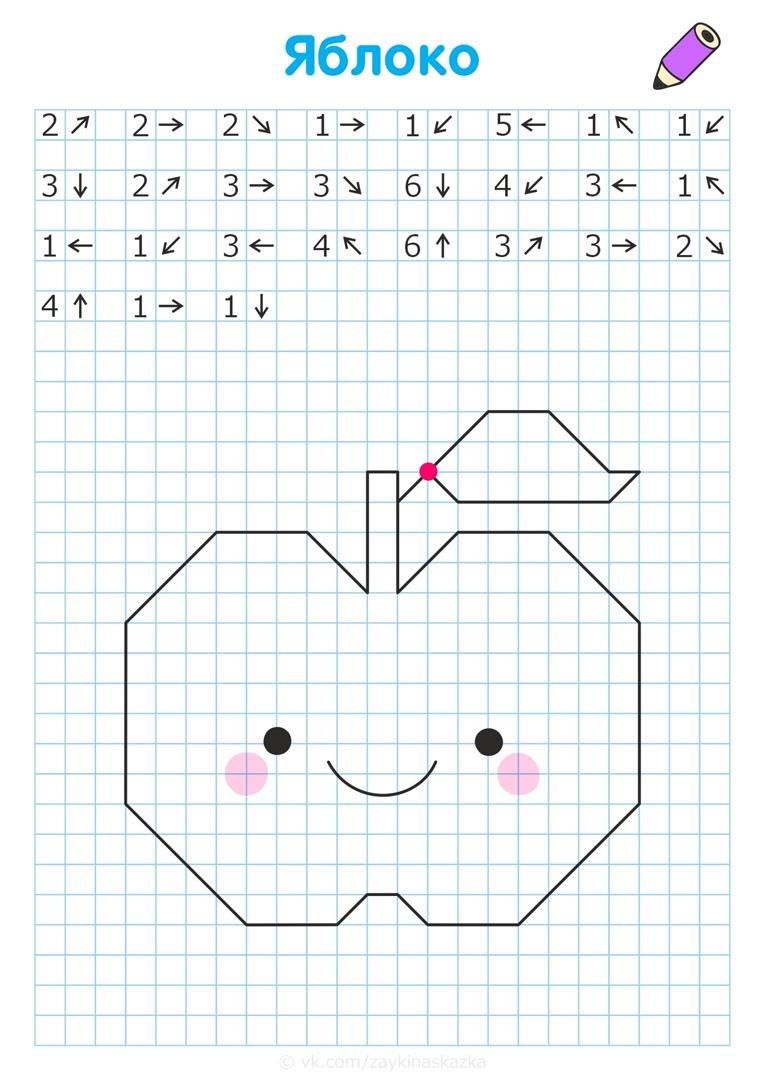 Яблоко
2 ↗ 2 → 2 ↘ 1 → 1 ↙ 5 ← 1 ↖ 1 ↙
3 ↓ 2 ↗ 3 → 3 ↘ 6 ↓ 4 ↙ 3 ← 1 ↖
1 ← 1 ↙ 3 ← 4 ↖ 6 ↑ 3 ↗ 3 → 2 ↘
4 ↑ 1 → 1 ↓
© vk.com/zaykinaskazka